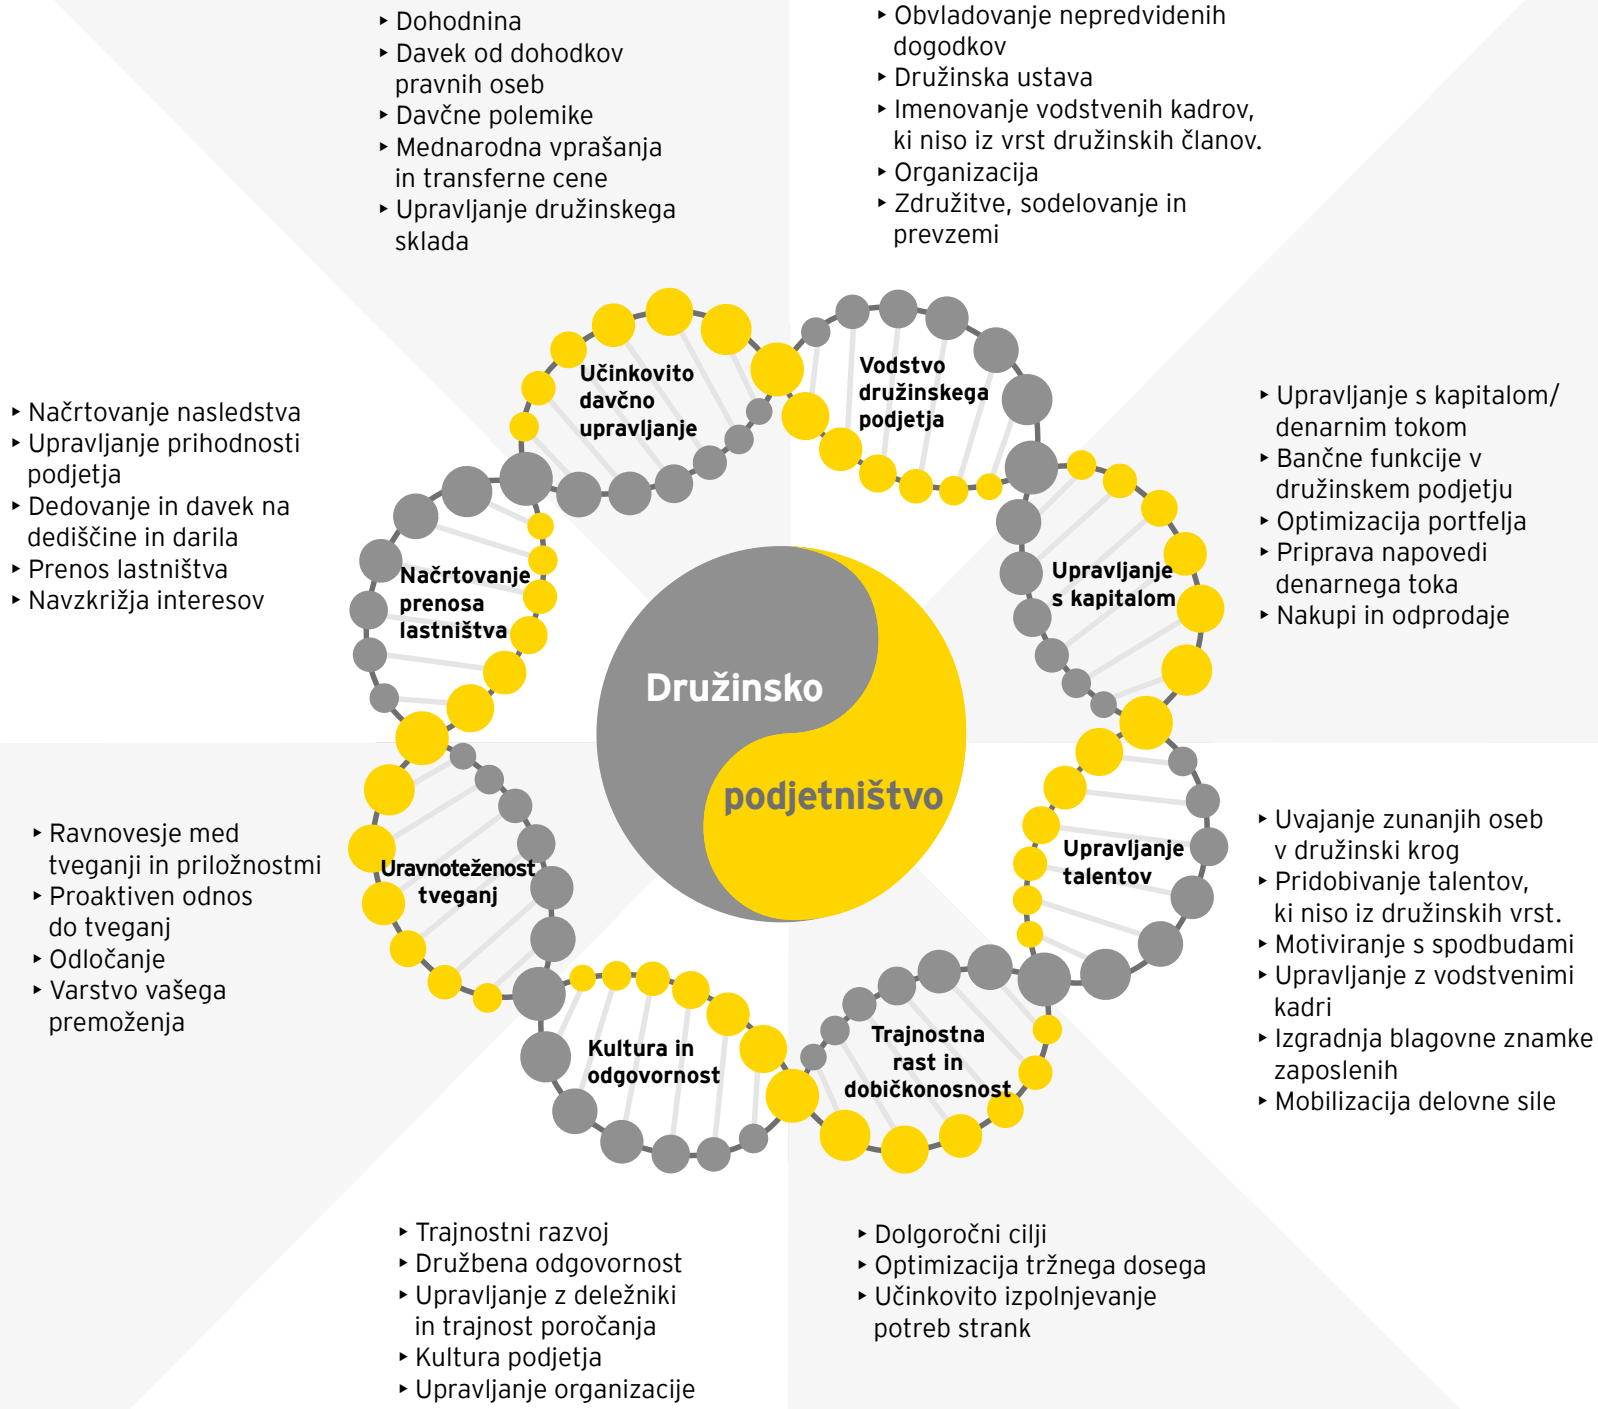 ▸ Dohodnina
▸ Davek od dohodkov
pravnih oseb
▸ Davčne polemike
▸ Mednarodna vprašanja
in transferne cene
▸ Upravljanje družinskega
sklada
▸ Obvladovanje nepredvidenih
dogodkov
▸ Družinska ustava
▸ Imenovanje vodstvenih kadrov,
ki niso iz vrst družinskih članov.
▸ Organizacija
▸ Združitve, sodelovanje in
prevzemi
Učinkovito
davčno
upravljanje
Vodstvo
družinskega
podjetja
▸ Načrtovanje nasledstva
▸ Upravljanje prihodnosti
podjetja
▸ Dedovanje in davek na
dediščine in darila
▸ Prenos lastništva
▸ Navzkrižja interesov
Načrtovanje
prenosa
lastništva
Upravljanje
s kapitalom
▸ Upravljanje s kapitalom/
denarnim tokom
▸ Bančne funkcije v
družinskem podjetju
▸ Optimizacija portfelja
▸ Priprava napovedi
denarnega toka
▸ Nakupi in odprodaje
Družinsko
podjetništvo
▸ Ravnovesje med
tveganji in priložnostmi
▸ Proaktiven odnos
do tveganj
▸ Odločanje
▸ Varstvo vašega
premoženja
Uravnoteženost
tveganj
Upravljanje
talentov
▸ Uvajanje zunanjih oseb
v družinski krog
▸ Pridobivanje talentov,
ki niso iz družinskih vrst.
▸ Motiviranje s spodbudami
▸ Upravljanje z vodstvenimi
kadri
▸ Izgradnja blagovne znamke
zaposlenih
▸ Mobilizacija delovne sile
Kultura in
odgovornost
Trajnostna
rast in
dobičkonosnost
▸ Trajnostni razvoj
▸ Družbena odgovornost
▸ Upravljanje z deležniki
in trajnost poročanja
▸ Kultura podjetja
▸ Upravljanje organizacije
▸ Dolgoročni cilji
▸ Optimizacija tržnega dosega
▸ Učinkovito izpolnjevanje
potreb strank